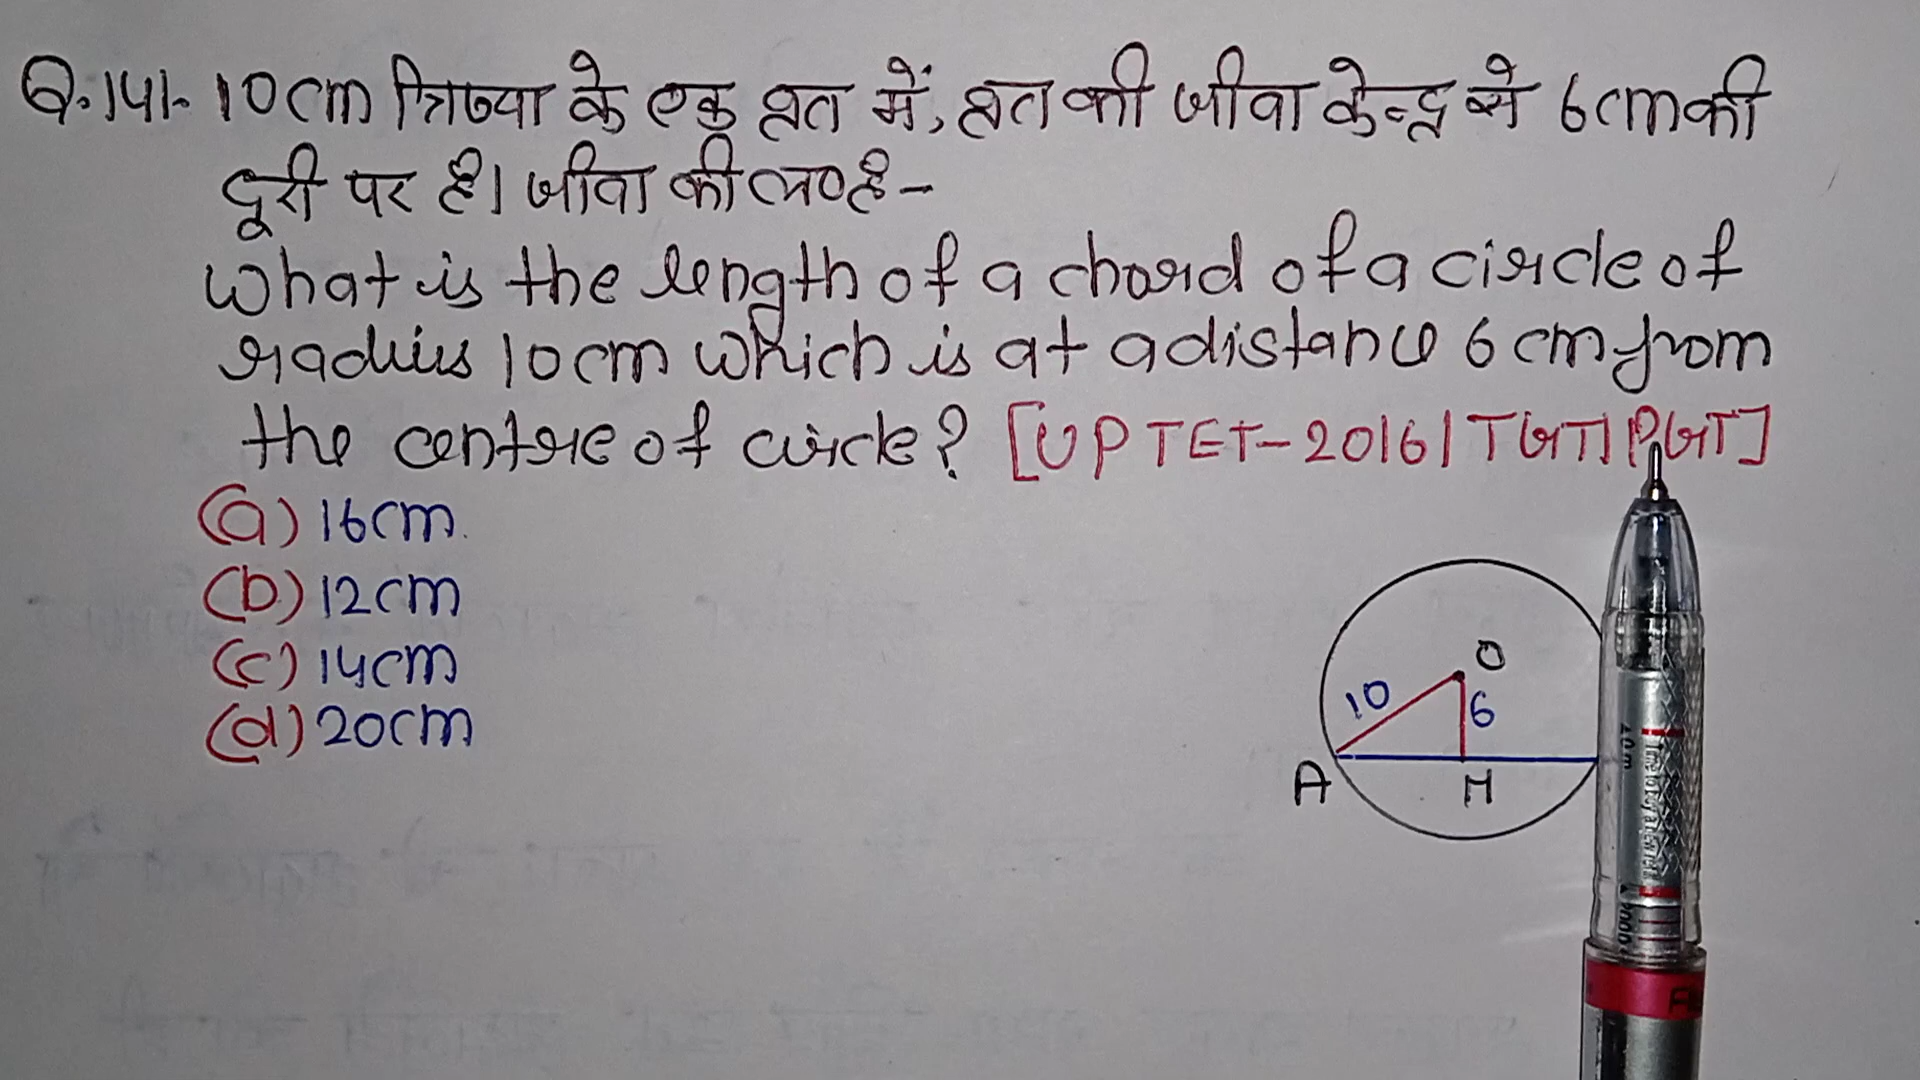 Q.141. 10cm त्रिज्या के एक वृत में, वृत की जीवा केन्द्र से 6cm की
दूरी पर है। जीवा की ल० है-
What is the length of a chord of a circle of
radius 10cm which is at a distance 6cm from
the centre of circle? [UPTET-2016|TGT|PGT]
(a) 16cm.
(b) 12cm
(c) 14cm
(d) 20cm
O
10 6
A M